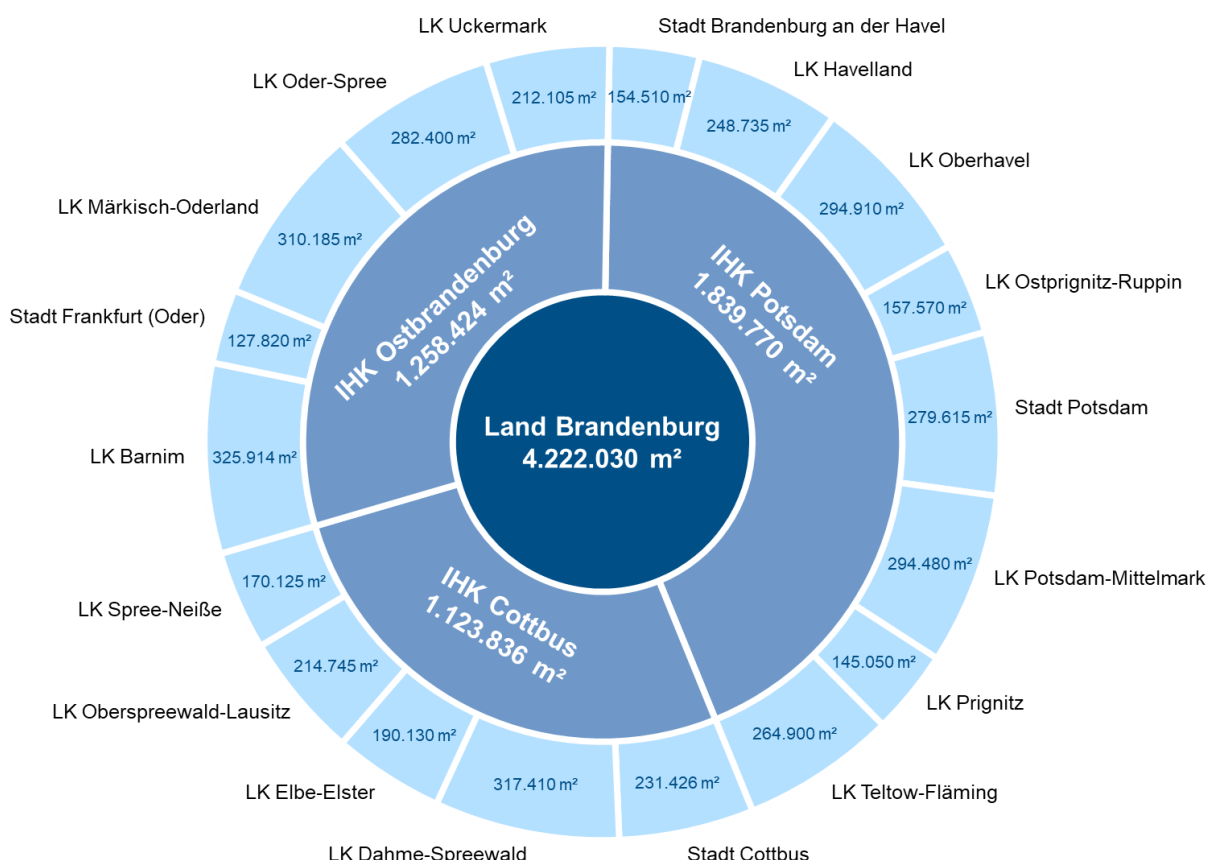 LK Uckermark
Stadt Brandenburg an der Havel
LK Oder-Spree
LK Havelland
212.105 m²
154.510 m²
282.400 m²
248.735 m²
LK Märkisch-Oderland
LK Oberhavel
310.185 m²
294.910 m²
IHK Ostbrandenburg
1.258.424 m²
IHK Potsdam
1.839.770 m²
Stadt Frankfurt (Oder)
LK Ostprignitz-Ruppin
127.820 m²
157.570 m²
Land Brandenburg
4.222.030 m²
Stadt Potsdam
279.615 m²
LK Barnim
325.914 m²
294.480 m²
LK Potsdam-Mittelmark
170.125 m²
LK Spree-Neiße
IHK Cottbus
1.123.836 m²
145.050 m²
LK Prignitz
214.745 m²
LK Oberspreewald-Lausitz
190.130 m²
264.900 m²
LK Elbe-Elster
LK Teltow-Fläming
317.410 m²
231.426 m²
LK Dahme-Spreewald
Stadt Cottbus